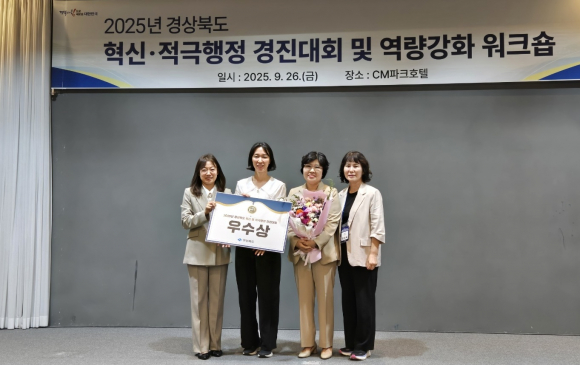 2025년 경상북도
혁신·적극행정 경진대회 및 역량강화 워크숍
일시 : 2025. 9. 26.(금) 장소 : CM파크호텔
우수상